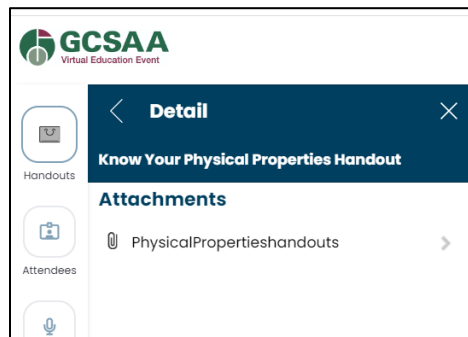 GCSAA
Virtual Education Event
Detail
Know Your Physical Properties Handout
Handouts
Attachments
PhysicalPropertieshandouts
Attendees